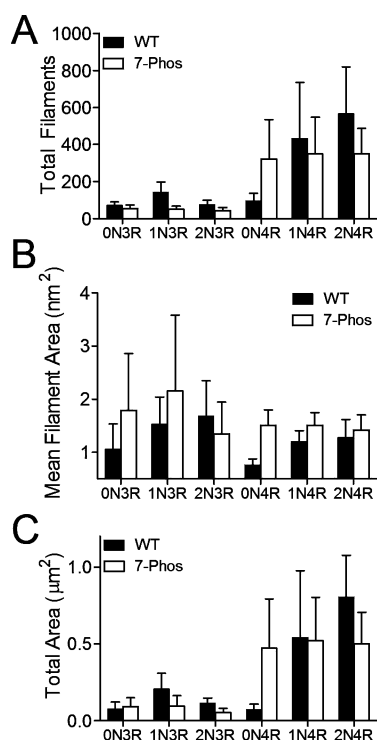 A
1000
800
600
400
200
0
Total Filaments
WT
7-Phos
0N3R 1N3R 2N3R 0N4R 1N4R 2N4R
B
4
3
2
1
Mean Filament Area (nm²)
WT
7-Phos
0N3R 1N3R 2N3R 0N4R 1N4R 2N4R
C
1.0
0.5
0.0
Total Area (µm²)
WT
7-Phos
0N3R 1N3R 2N3R 0N4R 1N4R 2N4R